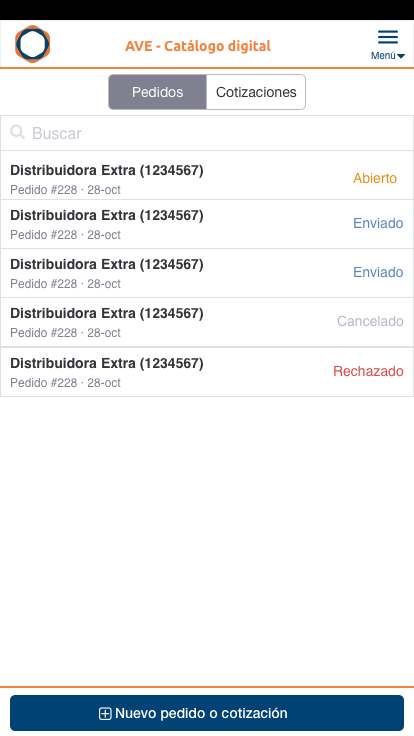 AVE - Catálogo digital
Menú
Pedidos
Cotizaciones
Buscar
Distribuidora Extra (1234567)
Abierto
Pedido #228 · 28-oct
Distribuidora Extra (1234567)
Enviado
Pedido #228 · 28-oct
Distribuidora Extra (1234567)
Enviado
Pedido #228 · 28-oct
Distribuidora Extra (1234567)
Cancelado
Pedido #228 · 28-oct
Distribuidora Extra (1234567)
Rechazado
Pedido #228 · 28-oct
Nuevo pedido o cotización